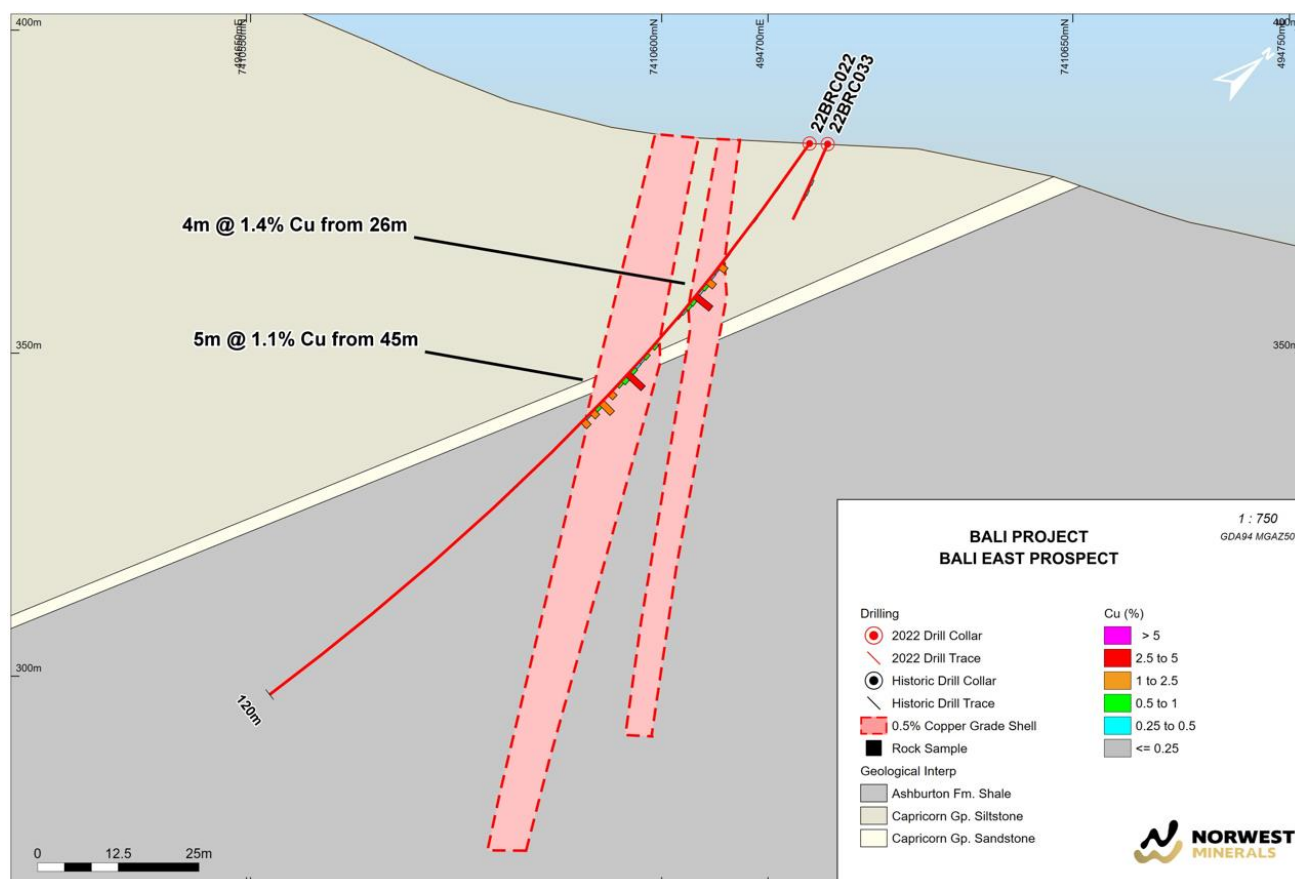 400m
494650mE
7410550mN
7410600mN
494700mE
7410650mN
494750mE
400m
N
22BRC022
22BRC033
4m @ 1.4% Cu from 26m
5m @ 1.1% Cu from 45m
350m
350m
300m
120m
0 12.5 25m
BALI PROJECT
BALI EAST PROSPECT
1 : 750
GDA94 MGAZ50
Drilling
2022 Drill Collar
2022 Drill Trace
Historic Drill Collar
Historic Drill Trace
0.5% Copper Grade Shell
Rock Sample
Geological Interp
Ashburton Fm. Shale
Capricorn Gp. Siltstone
Capricorn Gp. Sandstone
Cu (%)
> 5
2.5 to 5
1 to 2.5
0.5 to 1
0.25 to 0.5
<= 0.25
NORWEST
MINERALS